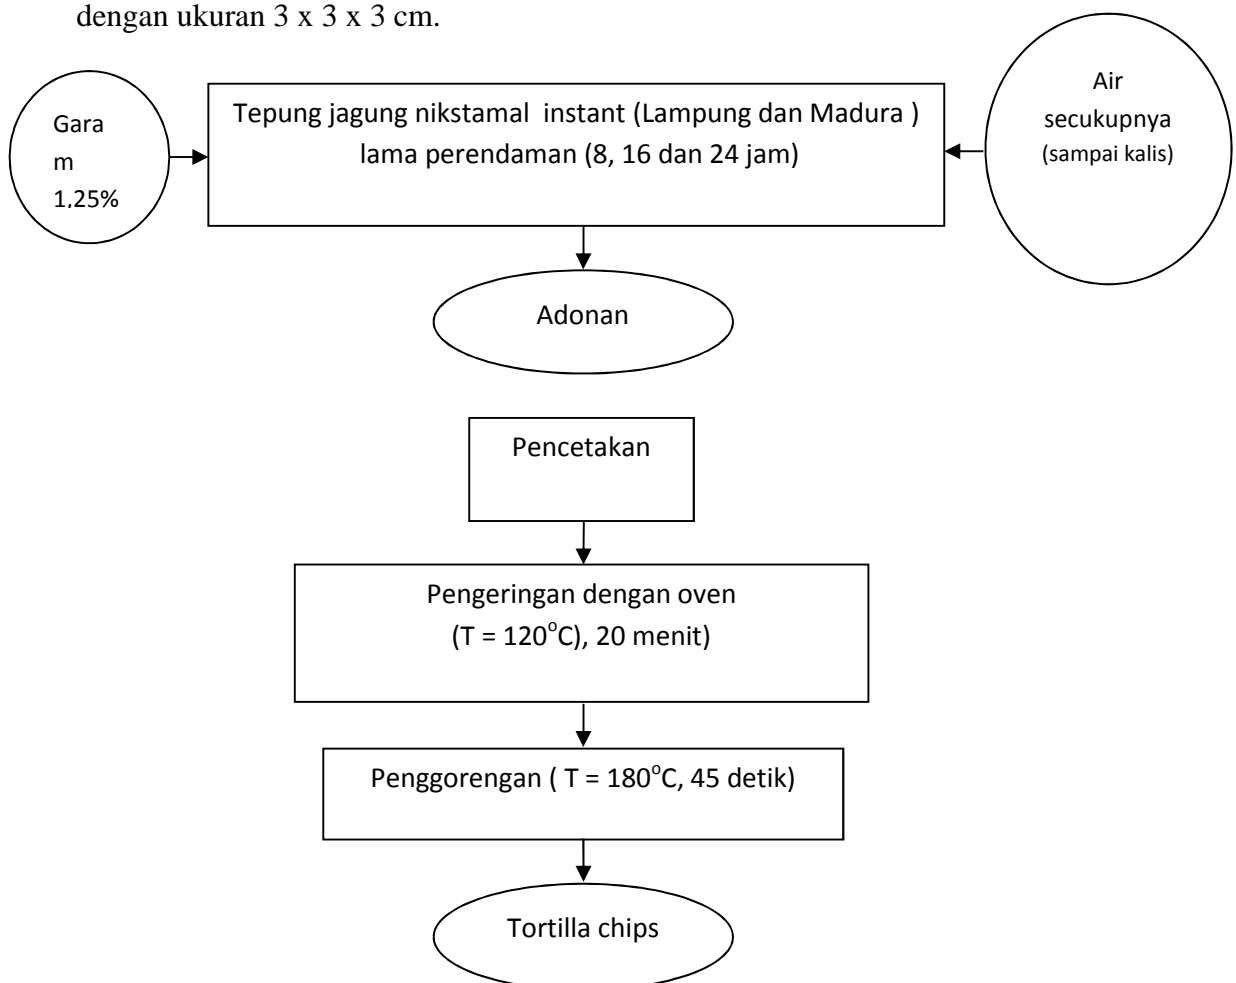 dengan ukuran 3 x 3 x 3 cm.
Gara
m
1,25%
Tepung jagung nikstamal  instant (Lampung dan Madura )
lama perendaman (8, 16 dan 24 jam)
Air
secukupnya
(sampai kalis)
Adonan
Pencetakan
Pengeringan dengan oven
(T = 120°C), 20 menit)
Penggorengan ( T = 180°C, 45 detik)
Tortilla chips